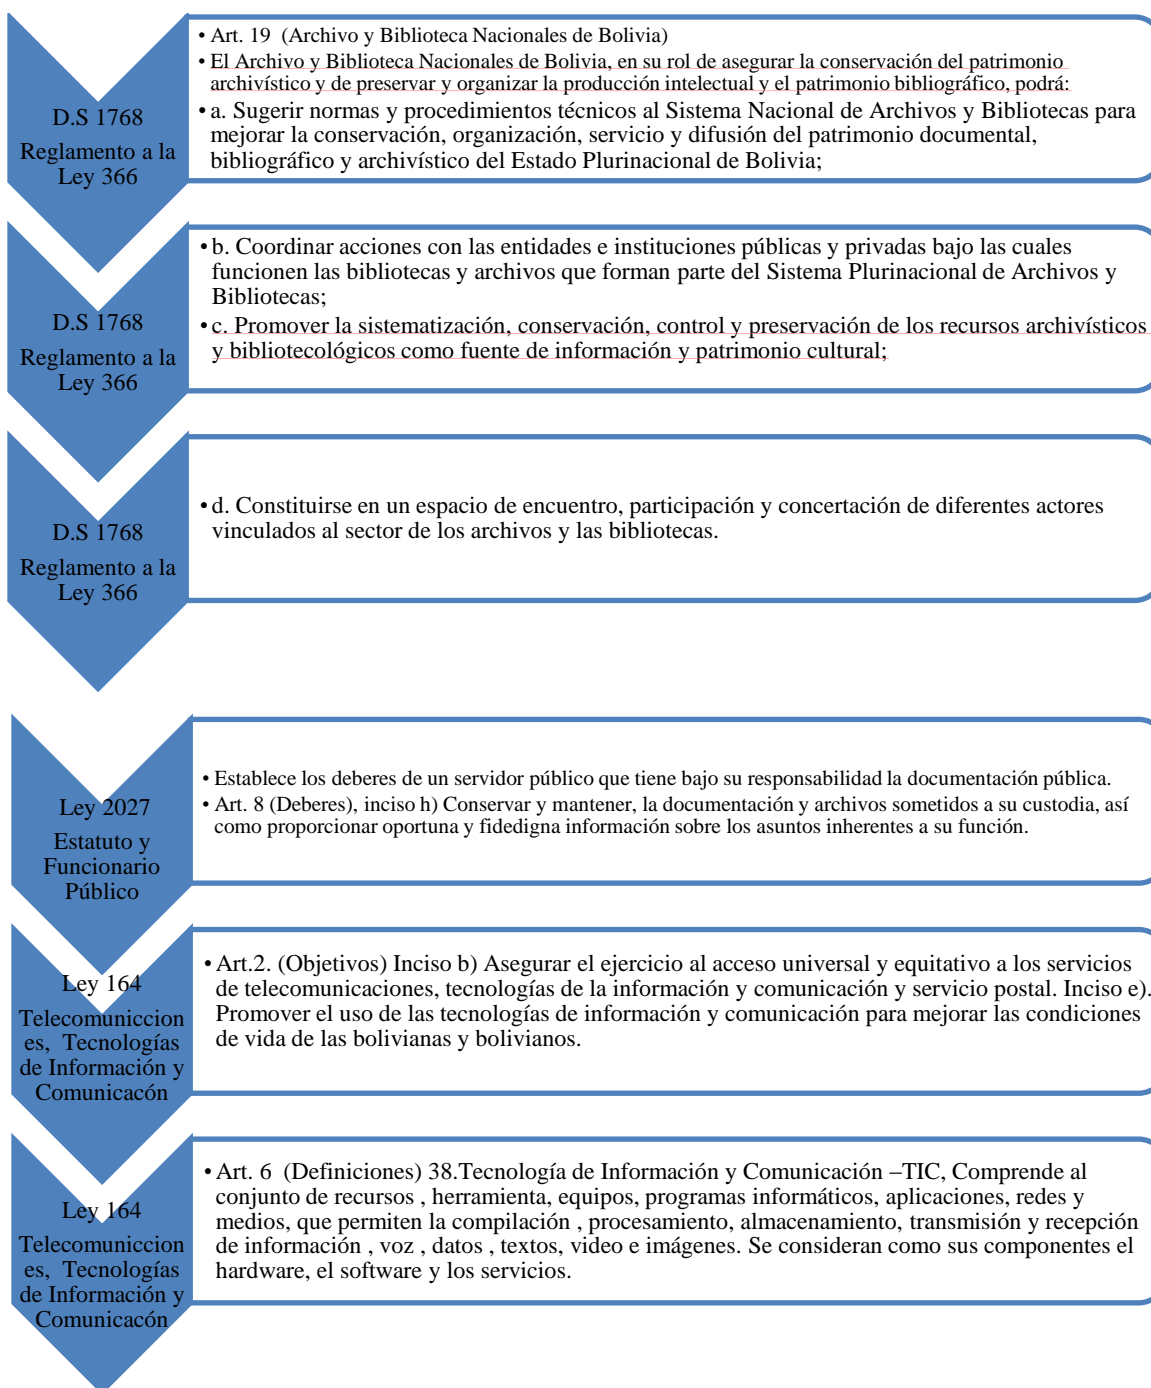 D.S 1768
Reglamento a la
Ley 366
• Art. 19  (Archivo y Biblioteca Nacionales de Bolivia)
• El Archivo y Biblioteca Nacionales de Bolivia, en su rol de asegurar la conservación del patrimonio
archivístico y de preservar y organizar la producción intelectual y el patrimonio bibliográfico, podrá:
• a. Sugerir normas y procedimientos técnicos al Sistema Nacional de Archivos y Bibliotecas para
mejorar la conservación, organización, servicio y difusión del patrimonio documental,
bibliográfico y archivístico del Estado Plurinacional de Bolivia;
D.S 1768
Reglamento a la
Ley 366
• b. Coordinar acciones con las entidades e instituciones públicas y privadas bajo las cuales
funcionen las bibliotecas y archivos que forman parte del Sistema Plurinacional de Archivos y
Bibliotecas;
• c. Promover la sistematización, conservación, control y preservación de los recursos archivísticos
y bibliotecológicos como fuente de información y patrimonio cultural;
D.S 1768
Reglamento a la
Ley 366
• d. Constituirse en un espacio de encuentro, participación y concertación de diferentes actores
vinculados al sector de los archivos y las bibliotecas.
Ley 2027
Estatuto y
Funcionario
Público
• Establece los deberes de un servidor público que tiene bajo su responsabilidad la documentación pública.
• Art. 8 (Deberes), inciso h) Conservar y mantener, la documentación y archivos sometidos a su custodia, así
como proporcionar oportuna y fidedigna información sobre los asuntos inherentes a su función.
Ley 164
Telecomuniccion
es,  Tecnologías
de Información y
Comunicacón
• Art.2. (Objetivos) Inciso b) Asegurar el ejercicio al acceso universal y equitativo a los servicios
de telecomunicaciones, tecnologías de la información y comunicación y servicio postal. Inciso e).
Promover el uso de las tecnologías de información y comunicación para mejorar las condiciones
de vida de las bolivianas y bolivianos.
Ley 164
Telecomuniccion
es,  Tecnologías
de Información y
Comunicacón
• Art. 6  (Definiciones) 38.Tecnología de Información y Comunicación –TIC, Comprende al
conjunto de recursos , herramienta, equipos, programas informáticos, aplicaciones, redes y
medios, que permiten la compilación , procesamiento, almacenamiento, transmisión y recepción
de información , voz , datos , textos, video e imágenes. Se consideran como sus componentes el
hardware, el software y los servicios.